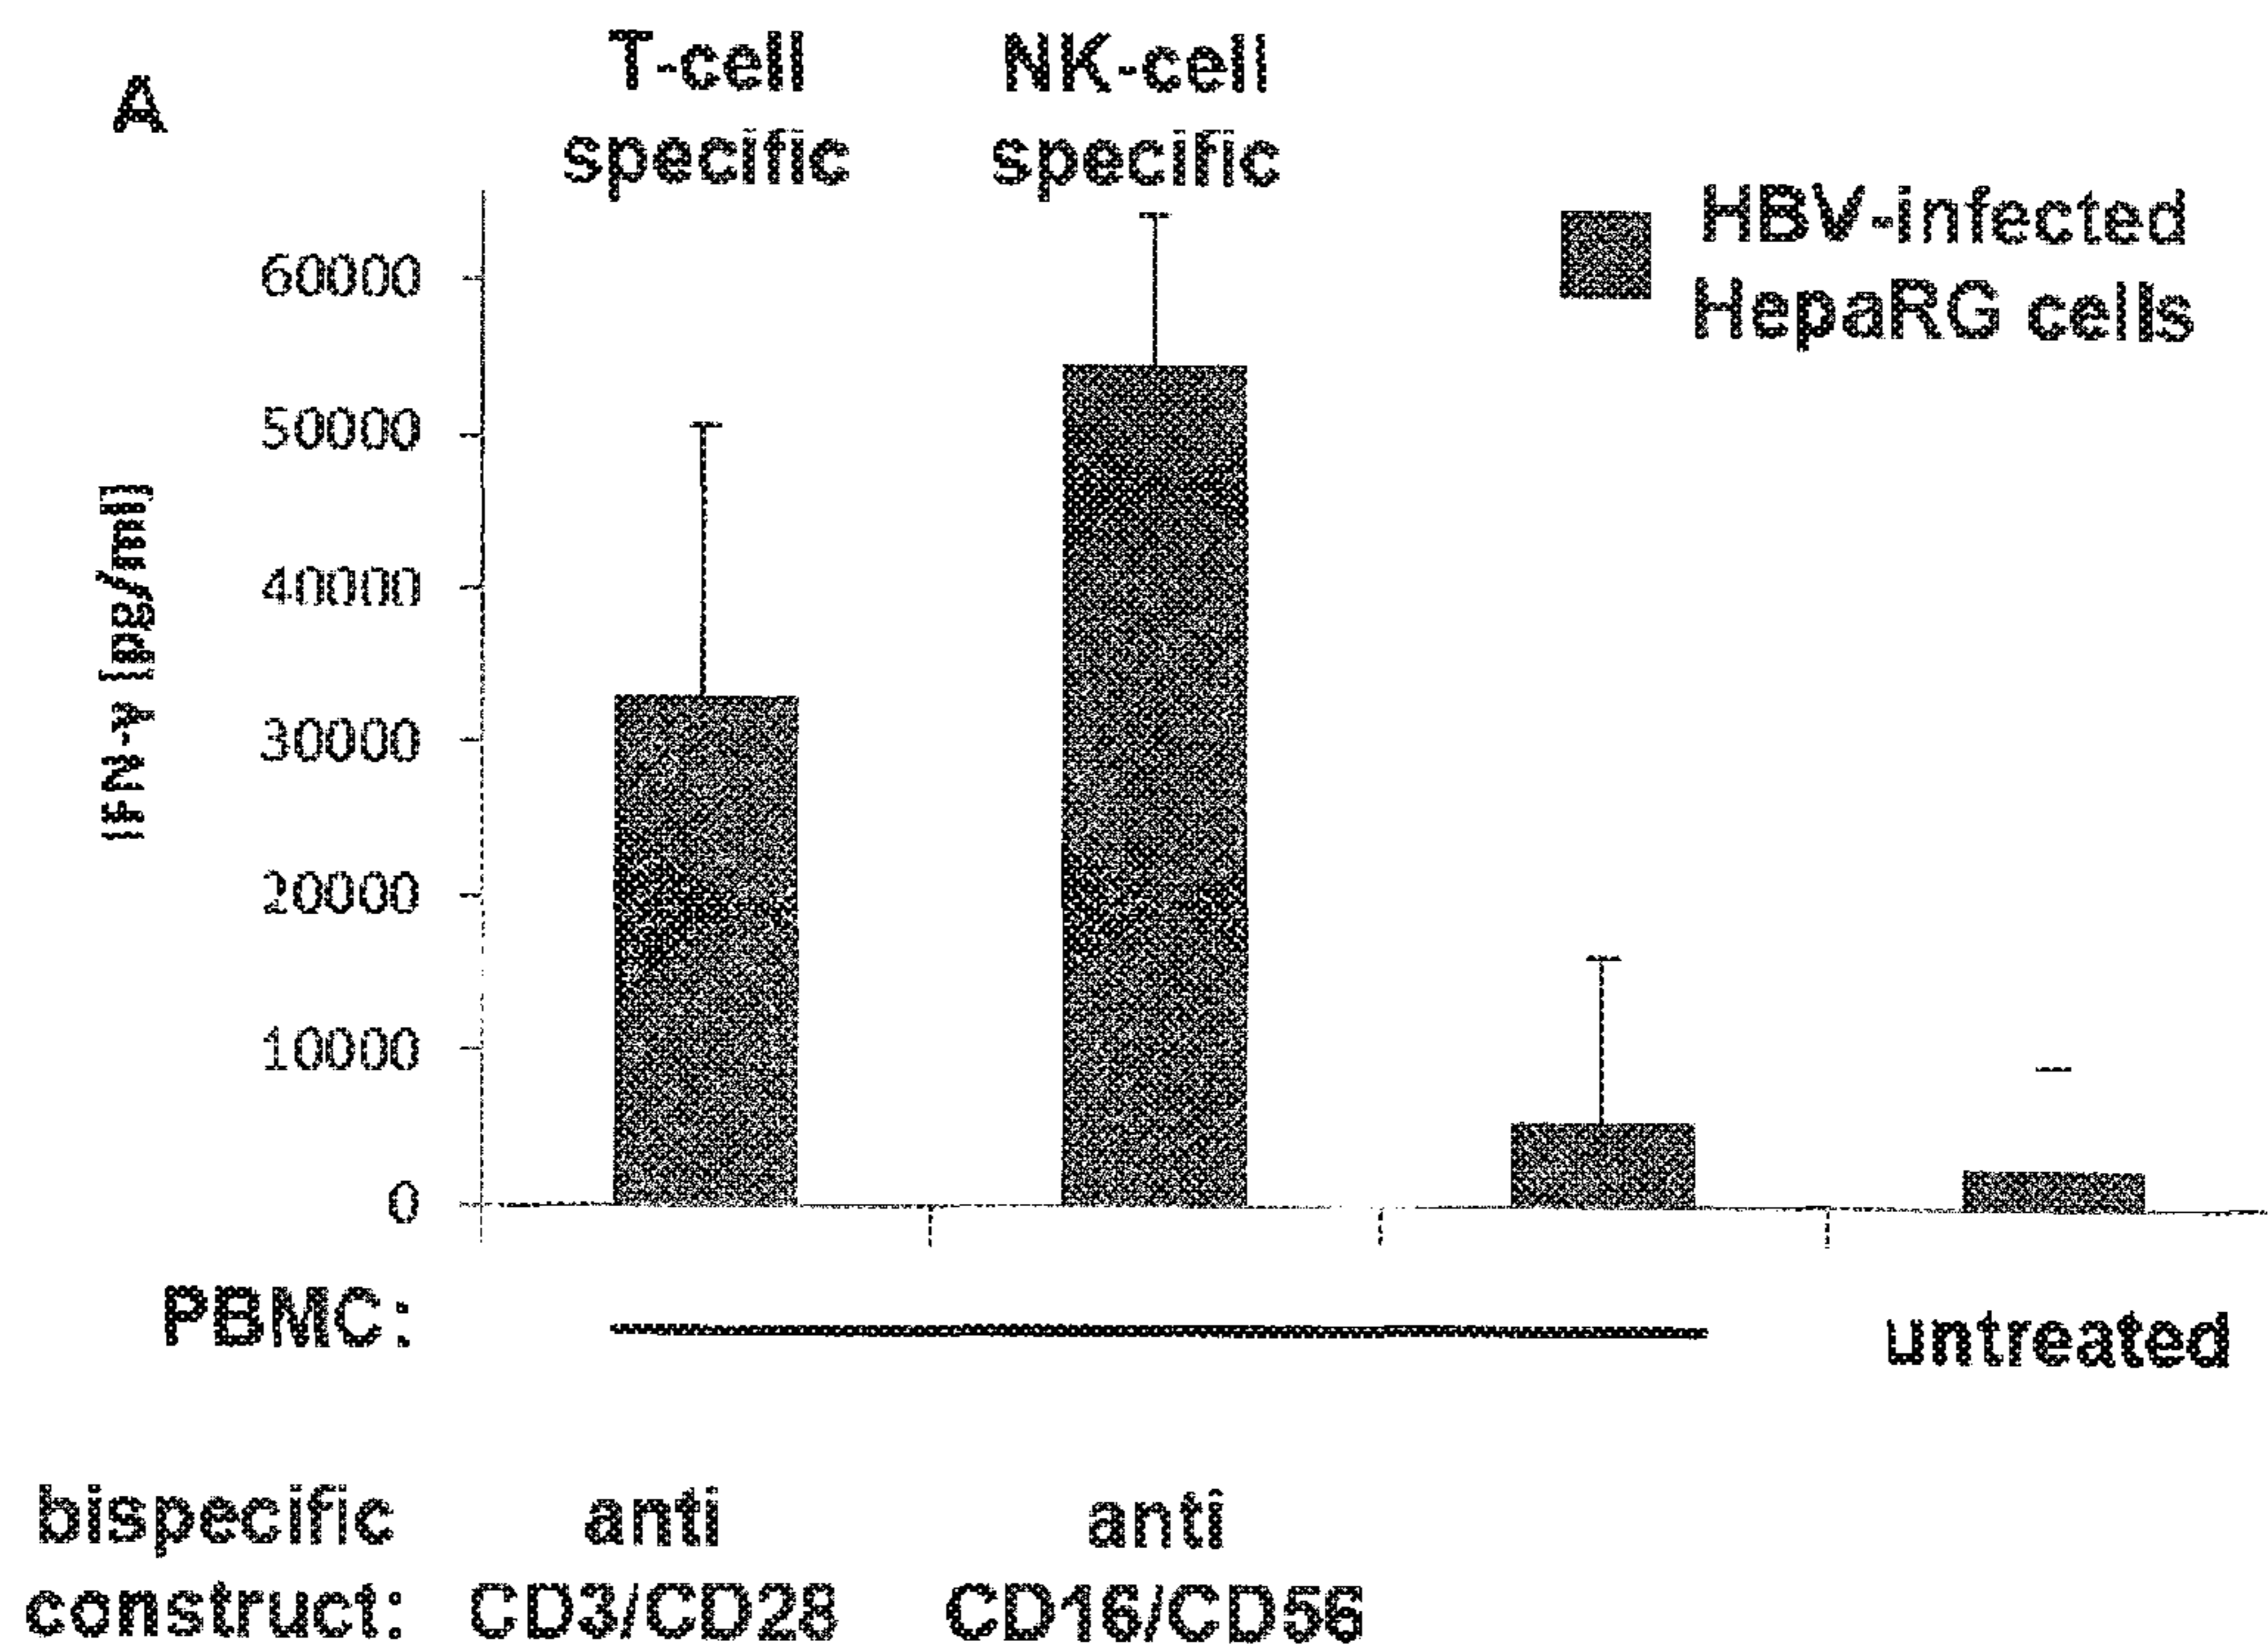 A
T-cell
specific
NK-cell
specific
HBV-infected
HepaRG cells
60000
50000
40000
30000
20000
10000
0
IFN-γ [pg/ml]
PBMC:
untreated
bispecific
construct:
anti
CD3/CD28
anti
CD16/CD56